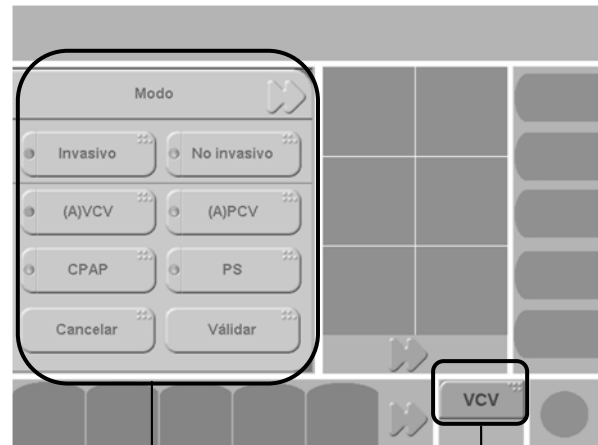 Modo
Invasivo No invasivo
(A)VCV (A)PCV
CPAP PS
Cancelar Válidar
VCV